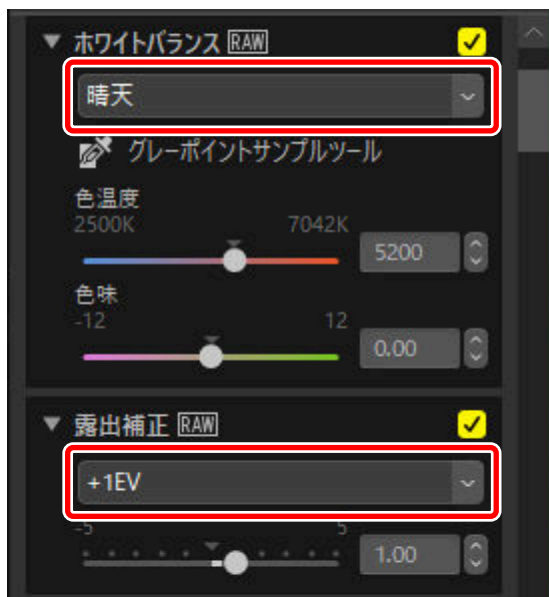 ホワイトバランス RAW
晴天
グレーポイントサンプルツール
色温度
2500K 7042K
5200
色味
-12 12
0.00
露出補正 RAW
+1EV
-5 5
1.00